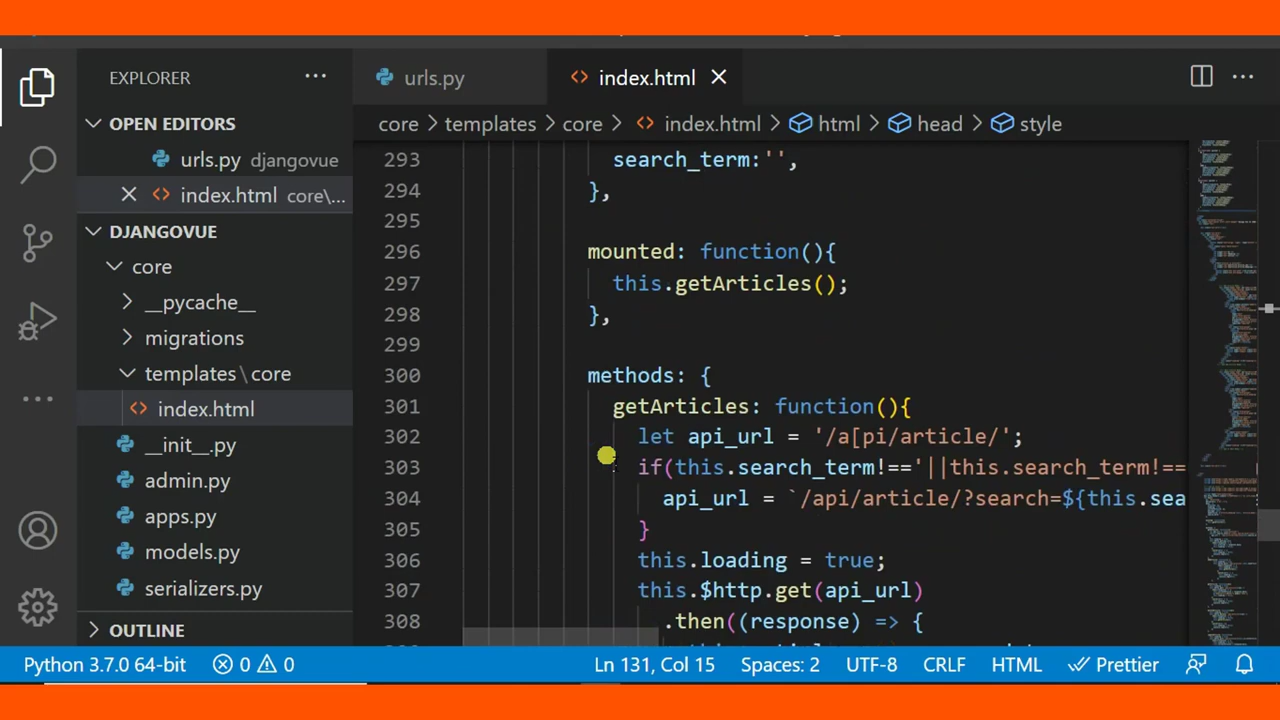 EXPLORER
urls.py
index.html
OPEN EDITORS
core
templates
core
index.html
html
head
style
urls.py djangovue
index.html core\...
DJANGOVUE
core
__pycache__
migrations
templates\core
index.html
__init__.py
admin.py
apps.py
models.py
serializers.py
OUTLINE
293 search_term:'',
294 },
295
296 mounted: function(){
297 this.getArticles();
298 },
299
300 methods: {
301 getArticles: function(){
302 let api_url = '/a[pi/article/';
303 if(this.search_term!=='||this.search_term!==
304 api_url = `/api/article/?search=${this.sea
305 }
306 this.loading = true;
307 this.$http.get(api_url)
308 .then((response) => {
Python 3.7.0 64-bit
0
0
Ln 131, Col 15
Spaces: 2
UTF-8
CRLF
HTML
Prettier